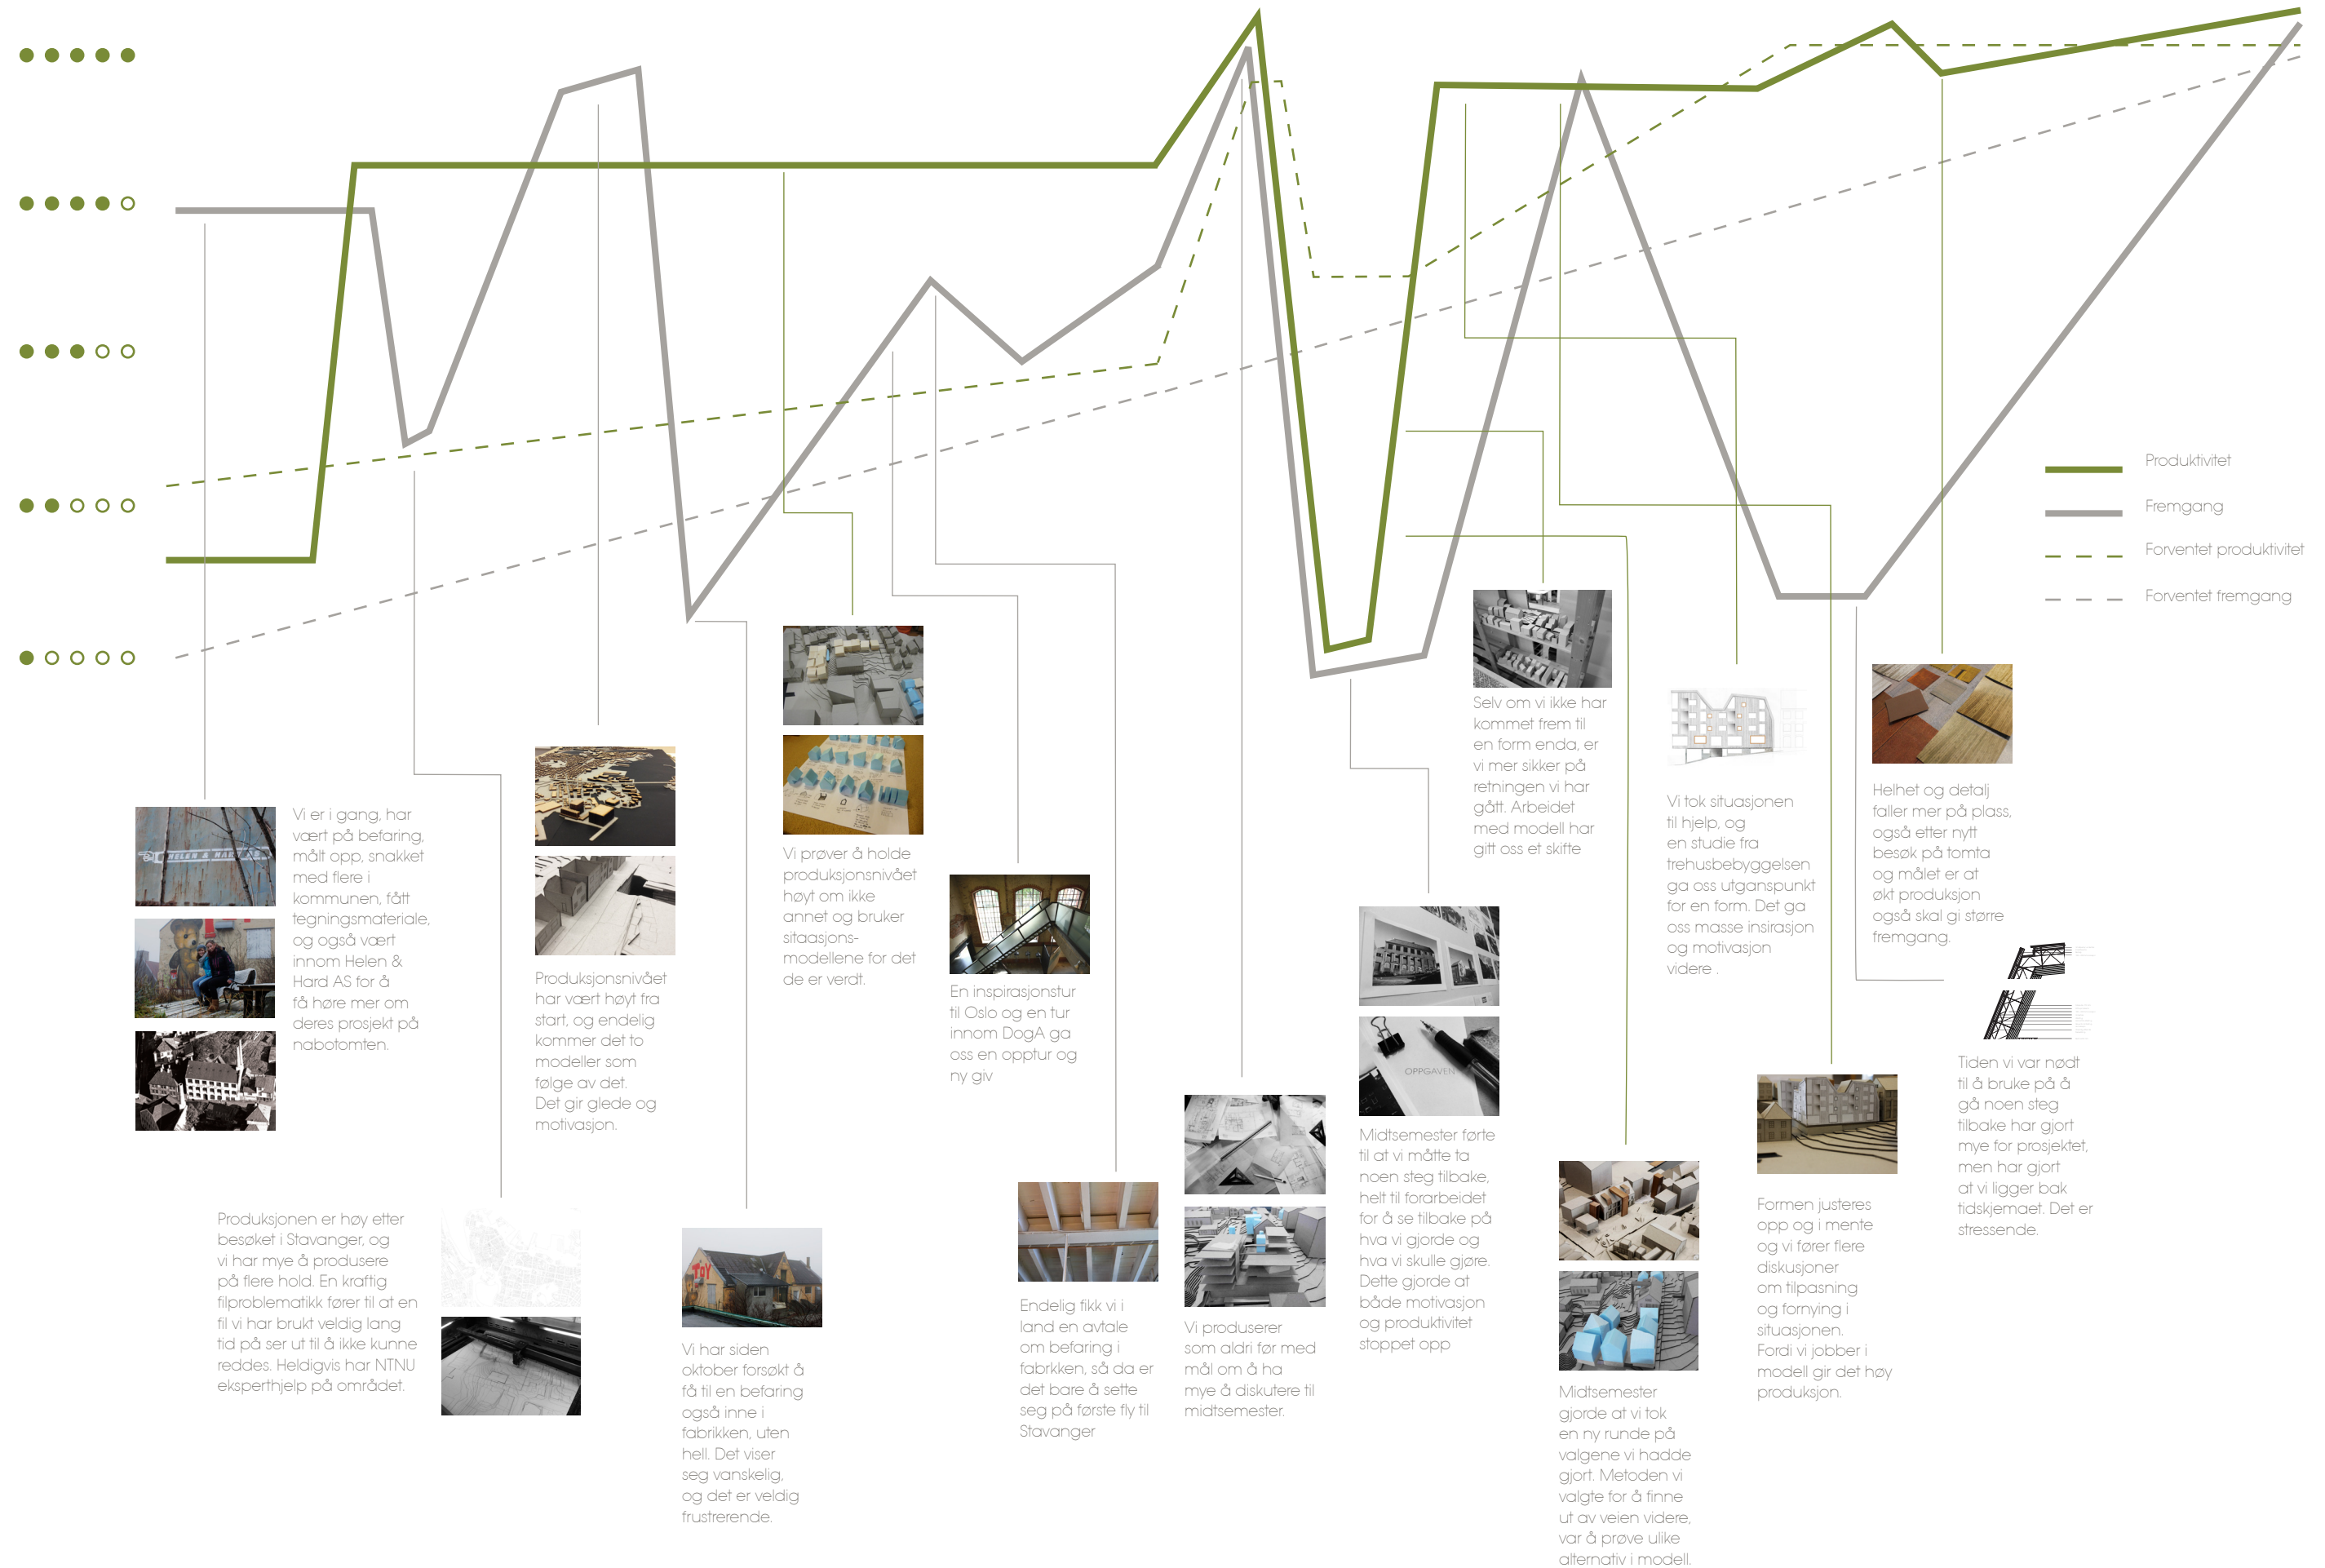 Produktivitet
Fremgang
Forventet produktivitet
Forventet fremgang
HELEN & HARD
Vi er i gang, har
vært på befaring,
målt opp, snakket
med flere i
kommunen, fått
tegningsmateriale,
og også vært
innom Helen &
Hard AS for å
få høre mer om
deres prosjekt på
nabotomten.
Produksjonen er høy etter
besøket i Stavanger, og
vi har mye å produsere
på flere hold. En kraftig
filproblematikk fører til at en
fil vi har brukt veldig lang
tid på ser ut til å ikke kunne
reddes. Heldigvis har NTNU
eksperthjelp på området.
Produksjonsnivået
har vært høyt fra
start, og endelig
kommer det to
modeller som
følge av det.
Det gir glede og
motivasjon.
TOY
Vi har siden
oktober forsøkt å
få til en befaring
også inne i
fabrikken, uten
hell. Det viser
seg vanskelig,
og det er veldig
frustrerende.
Vi prøver å holde
produksjonsnivået
høyt om ikke
annet og bruker
sitaasjons-
modellene for det
de er verdt.
En inspirasjonstur
til Oslo og en tur
innom DogA ga
oss en opptur og
ny giv
Endelig fikk vi i
land en avtale
om befaring i
fabrkken, så da er
det bare å sette
seg på første fly til
Stavanger
Vi produserer
som aldri før med
mål om å ha
mye å diskutere til
midtsemester.
OPPGAVEN
Midtsemester førte
til at vi måtte ta
noen steg tilbake,
helt til forarbeidet
for å se tilbake på
hva vi gjorde og
hva vi skulle gjøre.
Dette gjorde at
både motivasjon
og produktivitet
stoppet opp
Selv om vi ikke har
kommet frem til
en form enda, er
vi mer sikker på
retningen vi har
gått. Arbeidet
med modell har
gitt oss et skifte
Midtsemester
gjorde at vi tok
en ny runde på
valgene vi hadde
gjort. Metoden vi
valgte for å finne
ut av veien videre,
var å prøve ulike
alternativ i modell.
Vi tok situasjonen
til hjelp, og
en studie fra
trehusbebyggelsen
ga oss utganspunkt
for en form. Det ga
oss masse insirasjon
og motivasjon
videre .
Formen justeres
opp og i mente
og vi fører flere
diskusjoner
om tilpasning
og fornying i
situasjonen.
Fordi vi jobber i
modell gir det høy
produksjon.
Helhet og detalj
faller mer på plass,
også etter nytt
besøk på tomta
og målet er at
økt produksjon
også skal gi større
fremgang.
Tiden vi var nødt
til å bruke på å
gå noen steg
tilbake har gjort
mye for prosjektet,
men har gjort
at vi ligger bak
tidskjemaet. Det er
stressende.